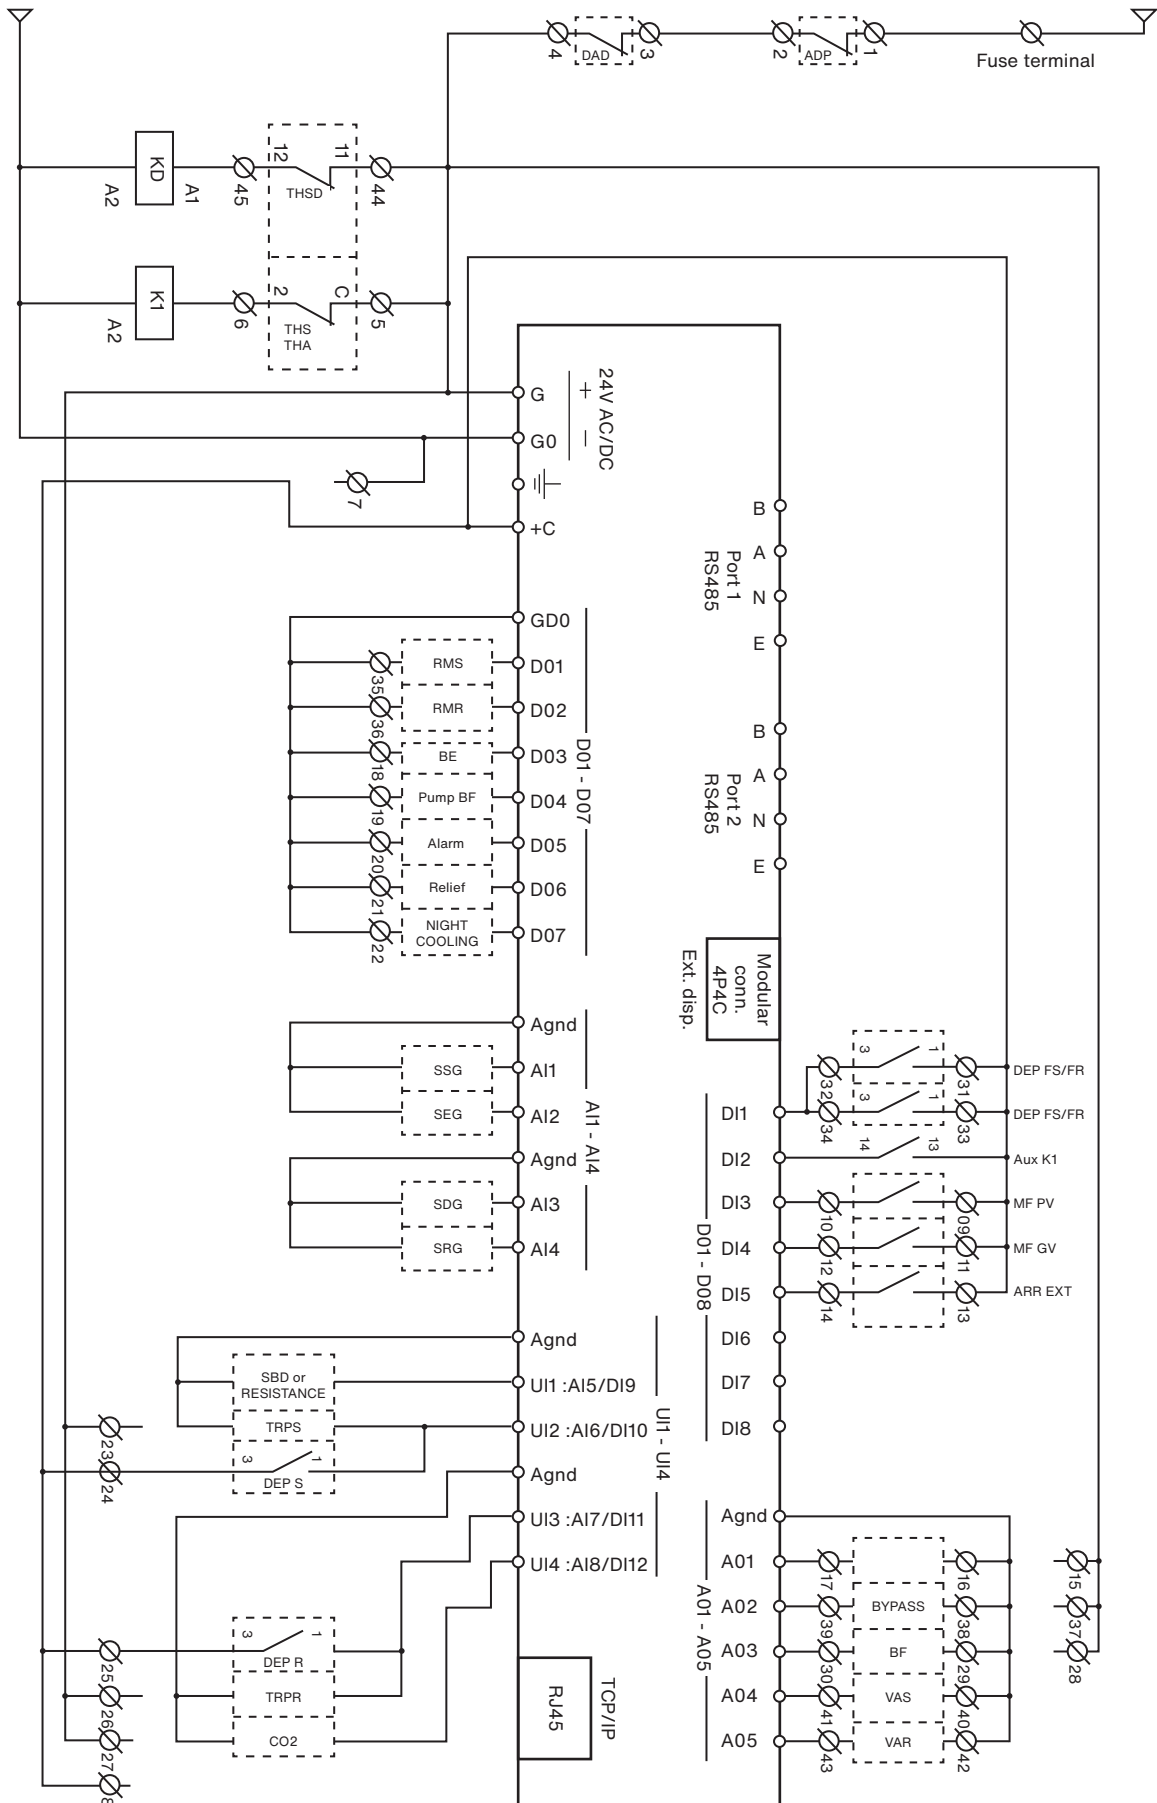 4
DAD
3
2
ADP
1
Fuse terminal
KD
A2
A1
45
12
11
THSD
44
K1
A2
6
2
C
THS
THA
5
G
G0
+C
+
−
24V AC/DC
7
B
A
N
E
Port 1
RS485
B
A
N
E
Port 2
RS485
GD0
D01
D02
D03
D04
D05
D06
D07
D01 - D07
35
RMS
36
RMR
18
BE
19
Pump BF
20
Alarm
21
Relief
22
NIGHT
COOLING
Modular
conn.
4P4C
Ext. disp.
Agnd
AI1
AI2
Agnd
AI3
AI4
AI1 - AI4
SSG
SEG
SDG
SRG
DI1
DI2
DI3
DI4
DI5
DI6
DI7
DI8
D01 - D08
32
3
1
31
DEP FS/FR
34
3
1
33
DEP FS/FR
14
13
Aux K1
10
09
MF PV
12
11
MF GV
14
13
ARR EXT
Agnd
UI1 :AI5/DI9
UI2 :AI6/DI10
Agnd
UI3 :AI7/DI11
UI4 :AI8/DI12
UI1 - UI4
SBD or
RESISTANCE
TRPS
3
1
DEP S
23
24
3
1
DEP R
TRPR
CO2
25
26
27
RJ45
TCP/IP
Agnd
A01
A02
A03
A04
A05
A01 - A05
17
16
39
BYPASS
38
30
BF
29
41
VAS
40
43
VAR
42
15
37
28